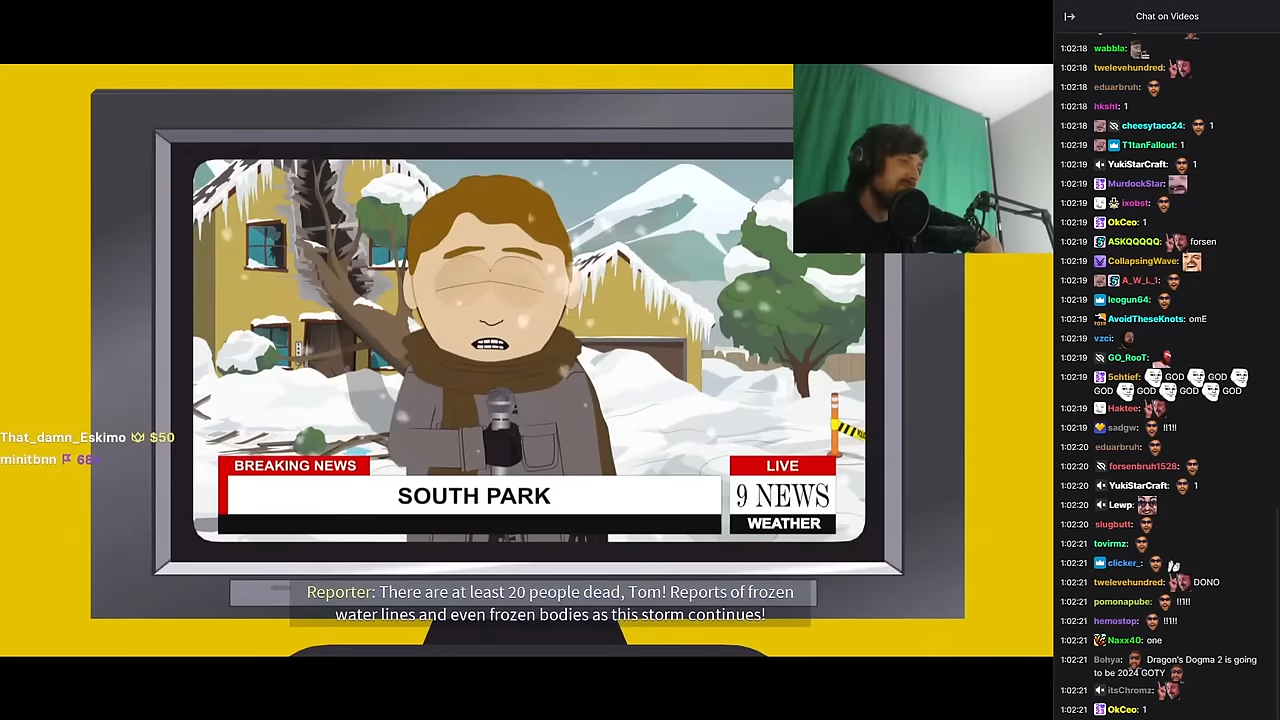 Chat on Videos
1:02:18 wabbla:
1:02:18 twelevehundred:
1:02:18 eduarbruh:
1:02:18 hksht: 1
1:02:18 cheesytaco24: 1
1:02:18 T1tanFallout: 1
1:02:19 YukiStarCraft: 1
1:02:19 MurdockStar:
1:02:19 ixobst:
1:02:19 OkCeo: 1
1:02:19 ASKQQQQQ: forsen
1:02:19 CollapsingWave:
1:02:19 A_W_L_1:
1:02:19 leogun64:
1:02:19 AvoidTheseKnots: omE
1:02:19 vzci:
1:02:19 GO_RooT:
1:02:19 5chtief: GOD GOD
GOD GOD GOD GOD
1:02:19 Haktee:
1:02:19 sadgw: !!1!!
1:02:20 eduarbruh:
1:02:20 forsenbruh1528:
1:02:20 YukiStarCraft: 1
1:02:20 Lewp:
1:02:20 slugbutt:
1:02:21 tovirmz:
1:02:21 clicker_:
1:02:21 twelevehundred: DONO
1:02:21 pomonapube: !!1!!
1:02:21 hemostop: !!1!!
1:02:21 Naxx40: one
1:02:21 Bohya: Dragon's Dogma 2 is going
to be 2024 GOTY
1:02:21 itsChromz:
1:02:21 OkCeo: 1
That_damn_Eskimo $50
minitbnn
BREAKING NEWS
SOUTH PARK
LIVE
9 NEWS
WEATHER
Reporter: There are at least 20 people dead, Tom! Reports of frozen
water lines and even frozen bodies as this storm continues!